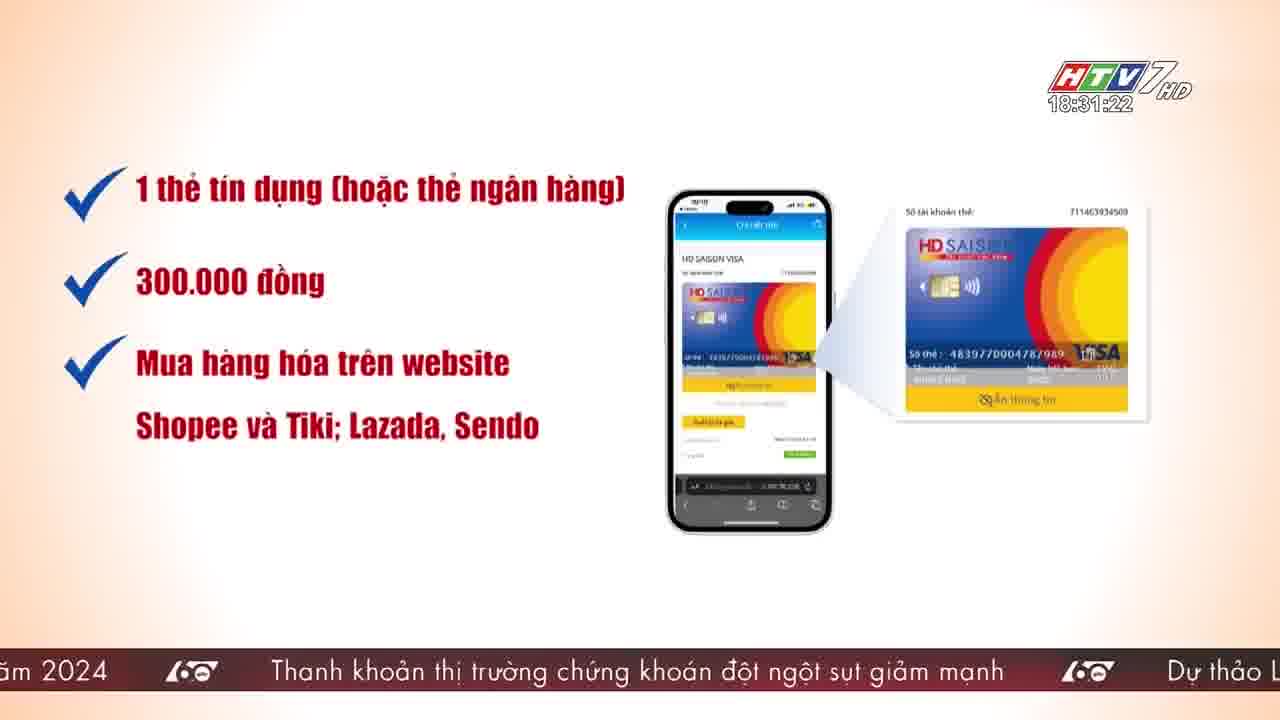 HTV7 HD
18:31:22
1 thẻ tín dụng (hoặc thẻ ngân hàng)
300.000 đồng
Mua hàng hóa trên website
Shopee và Tiki; Lazada, Sendo
HD SAISON VISA
HD SAISON
Số tài khoản thẻ: 711463934509
HD SAISON
Số thẻ : 4839770004787989
VISA
Ẩn thông tin
ăm 2024
Thanh khoản thị trường chứng khoán đột ngột sụt giảm mạnh
Dự thảo L